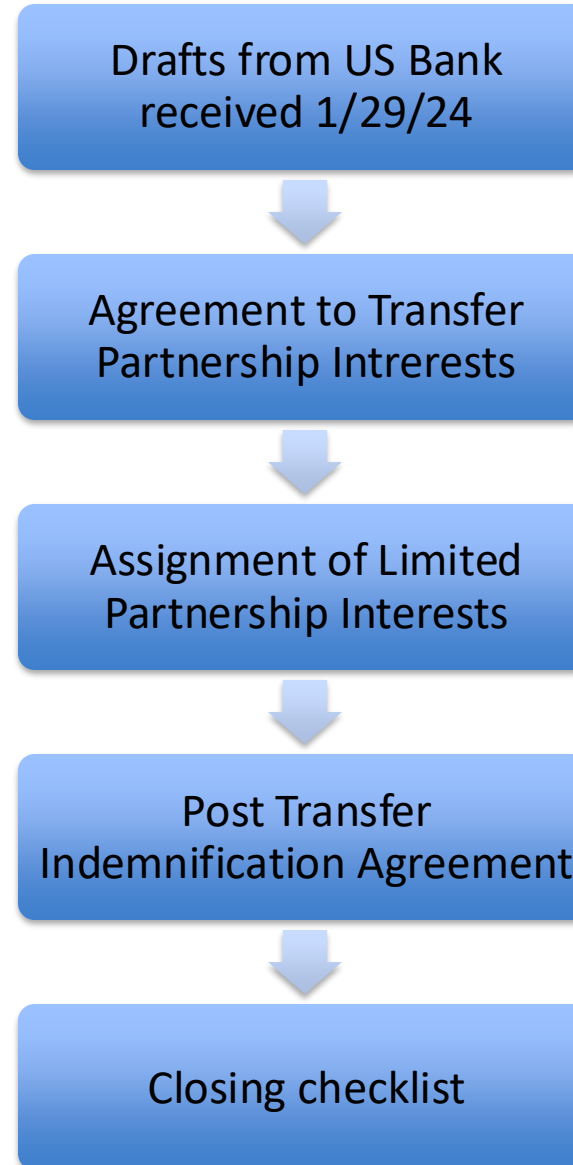 Drafts from US Bank
received 1/29/24
Agreement to Transfer
Partnership Intrerests
Assignment of Limited
Partnership Interests
Post Transfer
Indemnification Agreement
Closing checklist